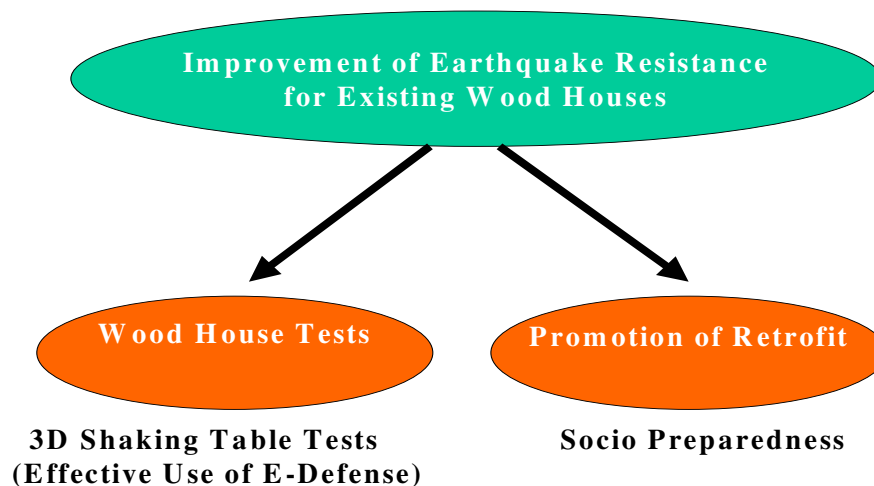 Improvement of Earthquake Resistance
for Existing Wood Houses
Wood House Tests
Promotion of Retrofit
3D Shaking Table Tests
(Effective Use of E-Defense)
Socio Preparedness